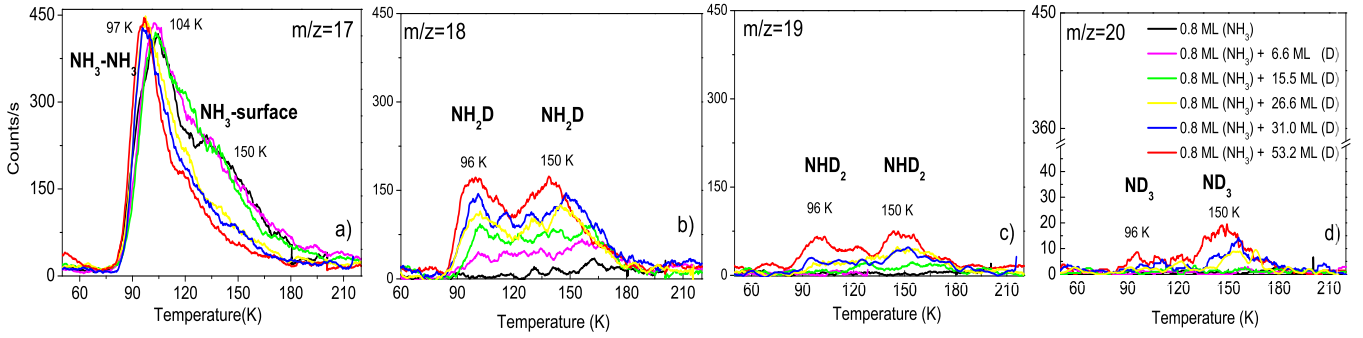 m/z=17
97 K
104 K
NH3-NH3
NH3-surface
150 K
a)
Counts/s
450
300
150
0
60 90 120 150 180 210
Temperature(K)
m/z=18
NH2D NH2D
96 K
150 K
b)
450
300
150
0
60 90 120 150 180 210
Temperature (K)
m/z=19
NHD2 NHD2
96 K 150 K
c)
450
300
150
0
60 90 120 150 180 210
Temperature (K)
m/z=20
0.8 ML (NH3)
0.8 ML (NH3) + 6.6 ML (D)
0.8 ML (NH3) + 15.5 ML (D)
0.8 ML (NH3) + 26.6 ML (D)
0.8 ML (NH3) + 31.0 ML (D)
0.8 ML (NH3) + 53.2 ML (D)
ND3 ND3
96 K
150 K
d)
450
360
40
30
20
10
0
60 90 120 150 180 210
Temperature (K)